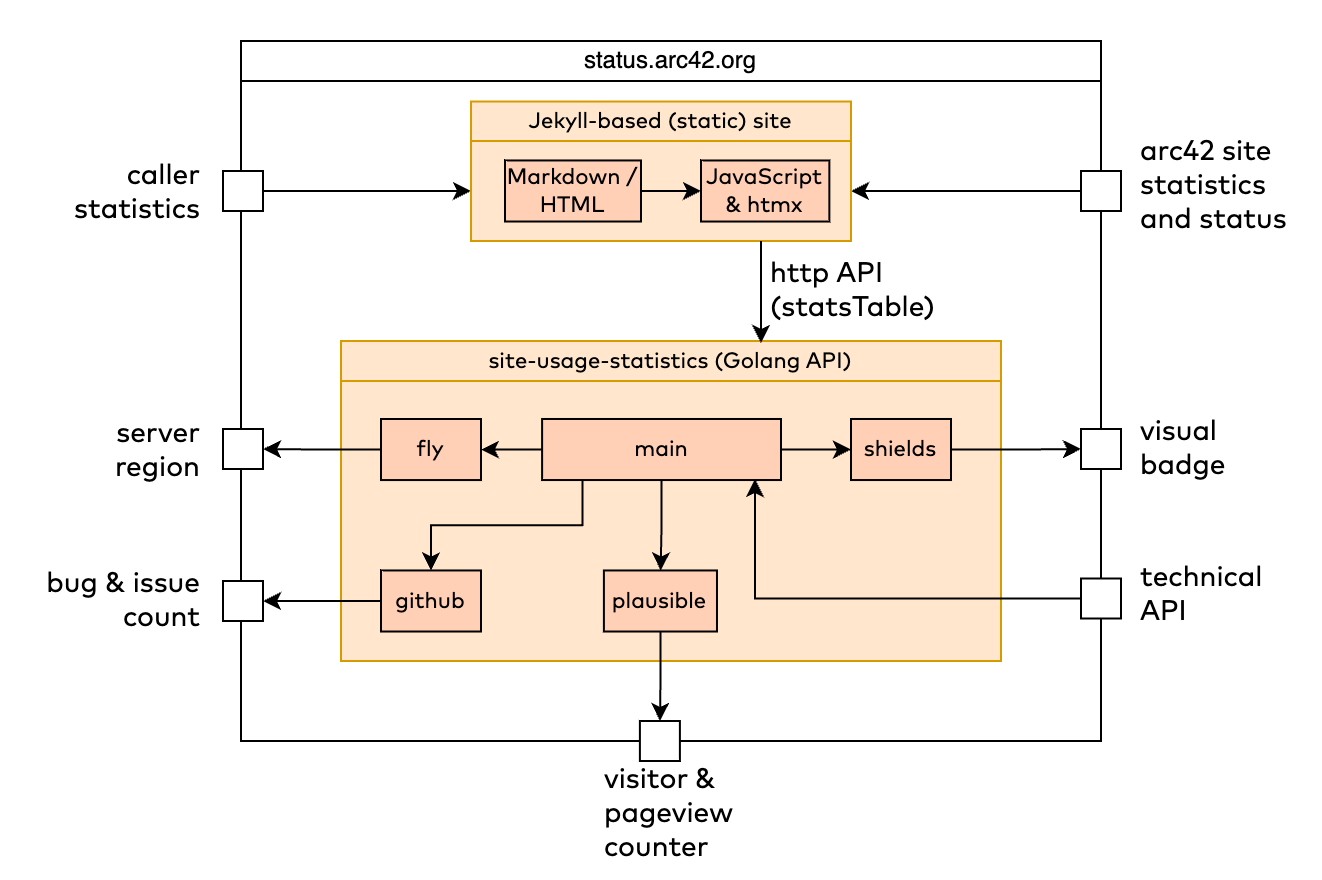 status.arc42.org
Jekyll-based (static) site
caller
statistics
Markdown /
HTML
JavaScript
& htmx
arc42 site
statistics
and status
http API
(statsTable)
site-usage-statistics (Golang API)
server
region
fly
main
shields
visual
badge
bug & issue
count
github
plausible
technical
API
visitor &
pageview
counter